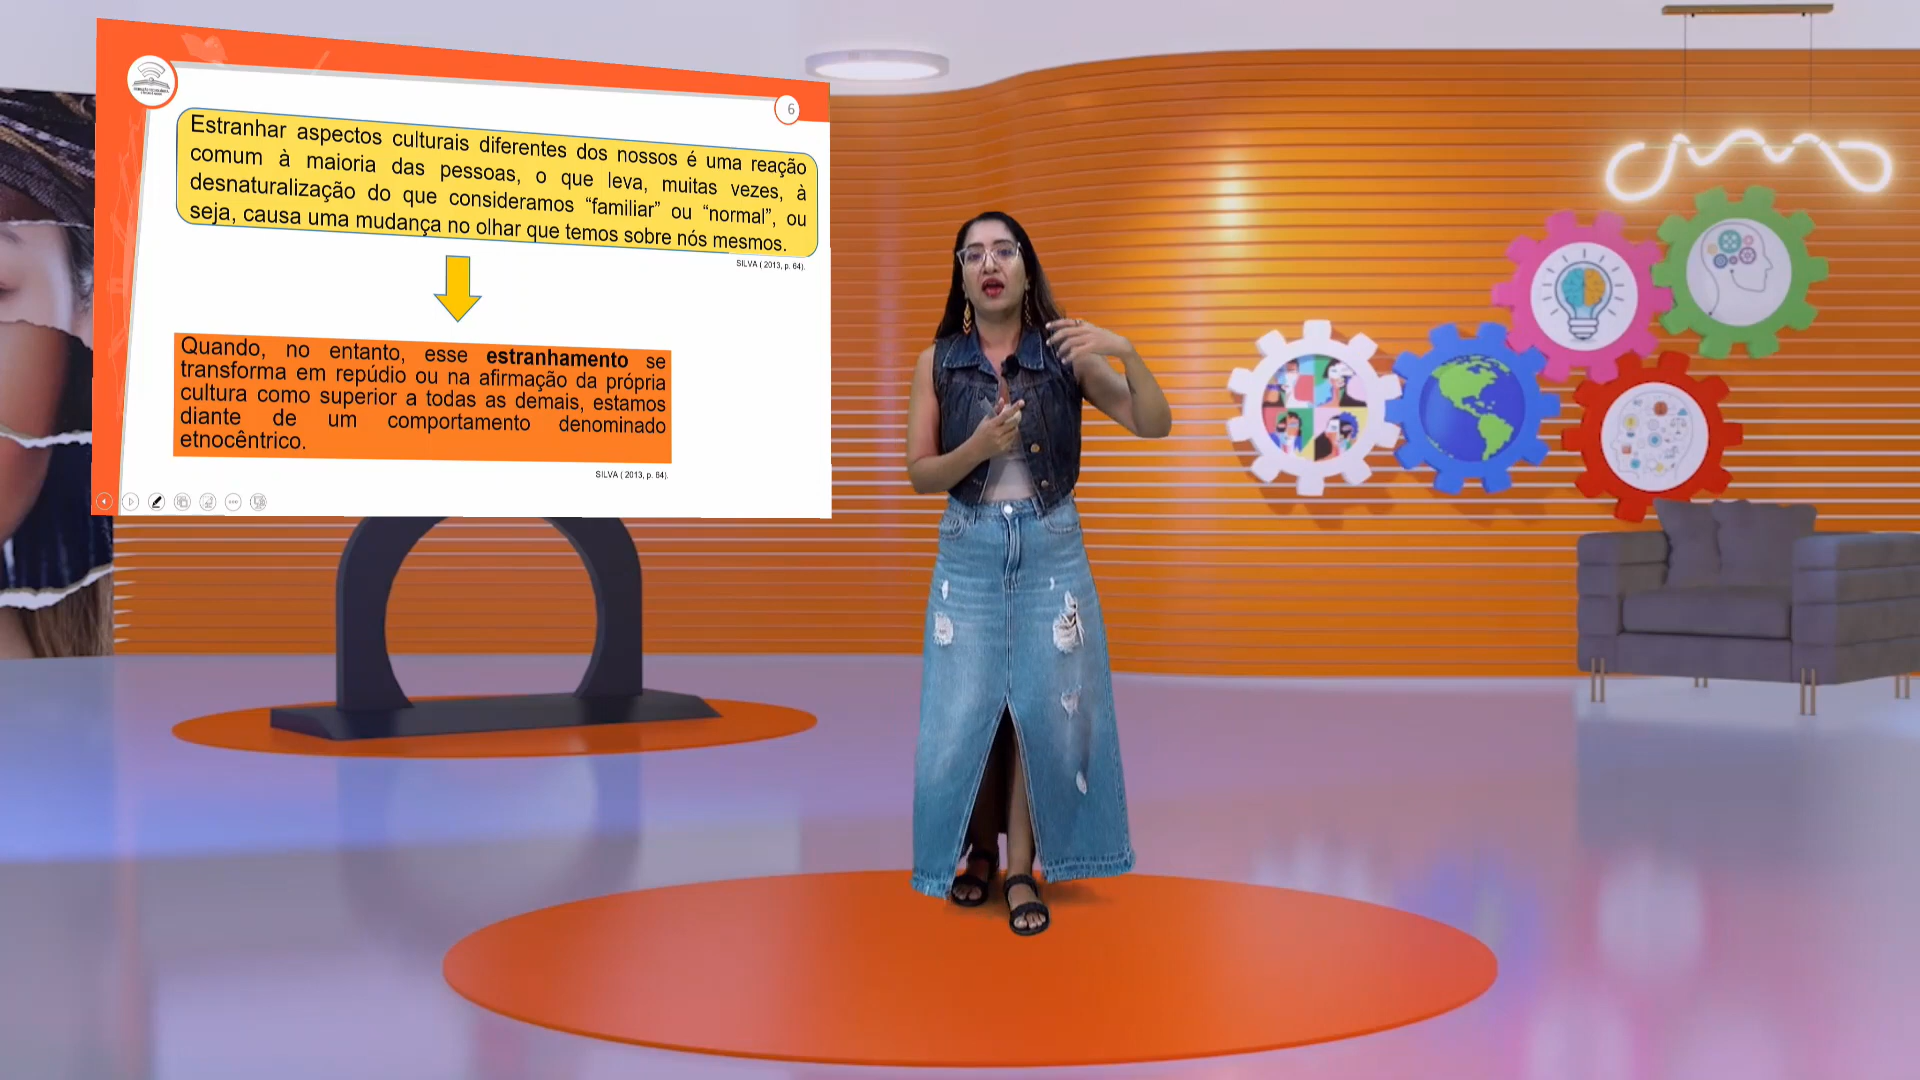 6
Estranhar aspectos culturais diferentes dos nossos é uma reação
comum à maioria das pessoas, o que leva, muitas vezes, à
desnaturalização do que consideramos “familiar” ou “normal”, ou
seja, causa uma mudança no olhar que temos sobre nós mesmos.
SILVA ( 2013, p. 64).
Quando, no entanto, esse estranhamento se
transforma em repúdio ou na afirmação da própria
cultura como superior a todas as demais, estamos
diante de um comportamento denominado
etnocêntrico.
SILVA ( 2013, p. 64).